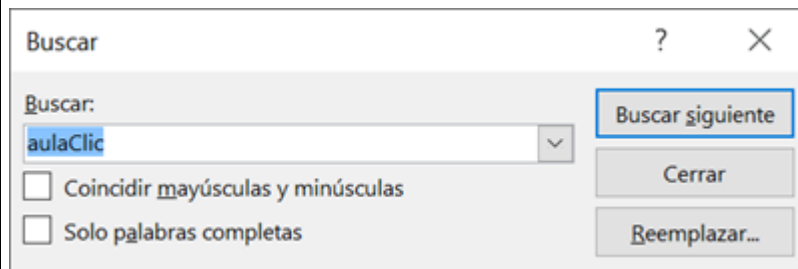 Buscar
Buscar:
aulaClic
Coincidir mayúsculas y minúsculas
Solo palabras completas
?
Buscar siguiente
Cerrar
Reemplazar...